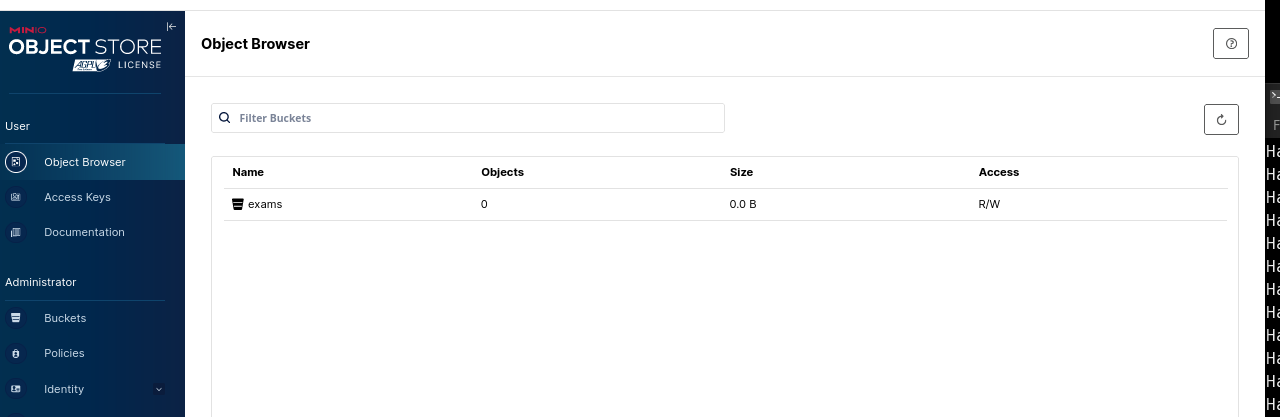 MINIO
OBJECT STORE
AGPLv3 LICENSE
User
Object Browser
Access Keys
Documentation
Administrator
Buckets
Policies
Identity
Object Browser
Filter Buckets
Name Objects Size Access
exams 0 0.0 B R/W
F
Ha
Ha
Ha
Ha
Ha
Ha
Ha
Ha
Ha
Ha
Ha
Ha